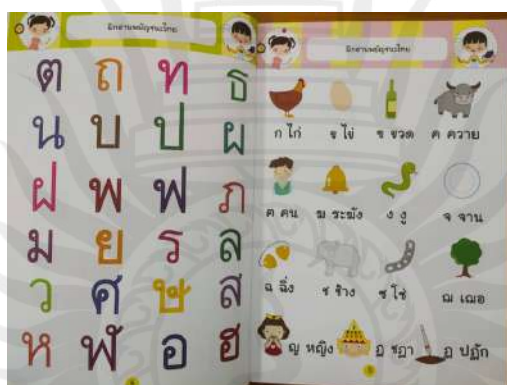 ฝึกอ่านพยัญชนะไทย
ต ถ ท ธ
น บ ป ผ
ฝ พ ฟ ภ
ม ย ร ล
ว ศ ษ ส
ห ฬ อ ฮ
ฝึกอ่านพยัญชนะไทย
ก ไก่ ข ไข่ ฃ ฃวด ค ควาย
ฅ ฅน ฆ ระฆัง ง งู จ จาน
ฉ ฉิ่ง ช ช้าง ซ โซ่ ฌ เฌอ
ญ หญิง ฎ ชฎา ฏ ปฏัก